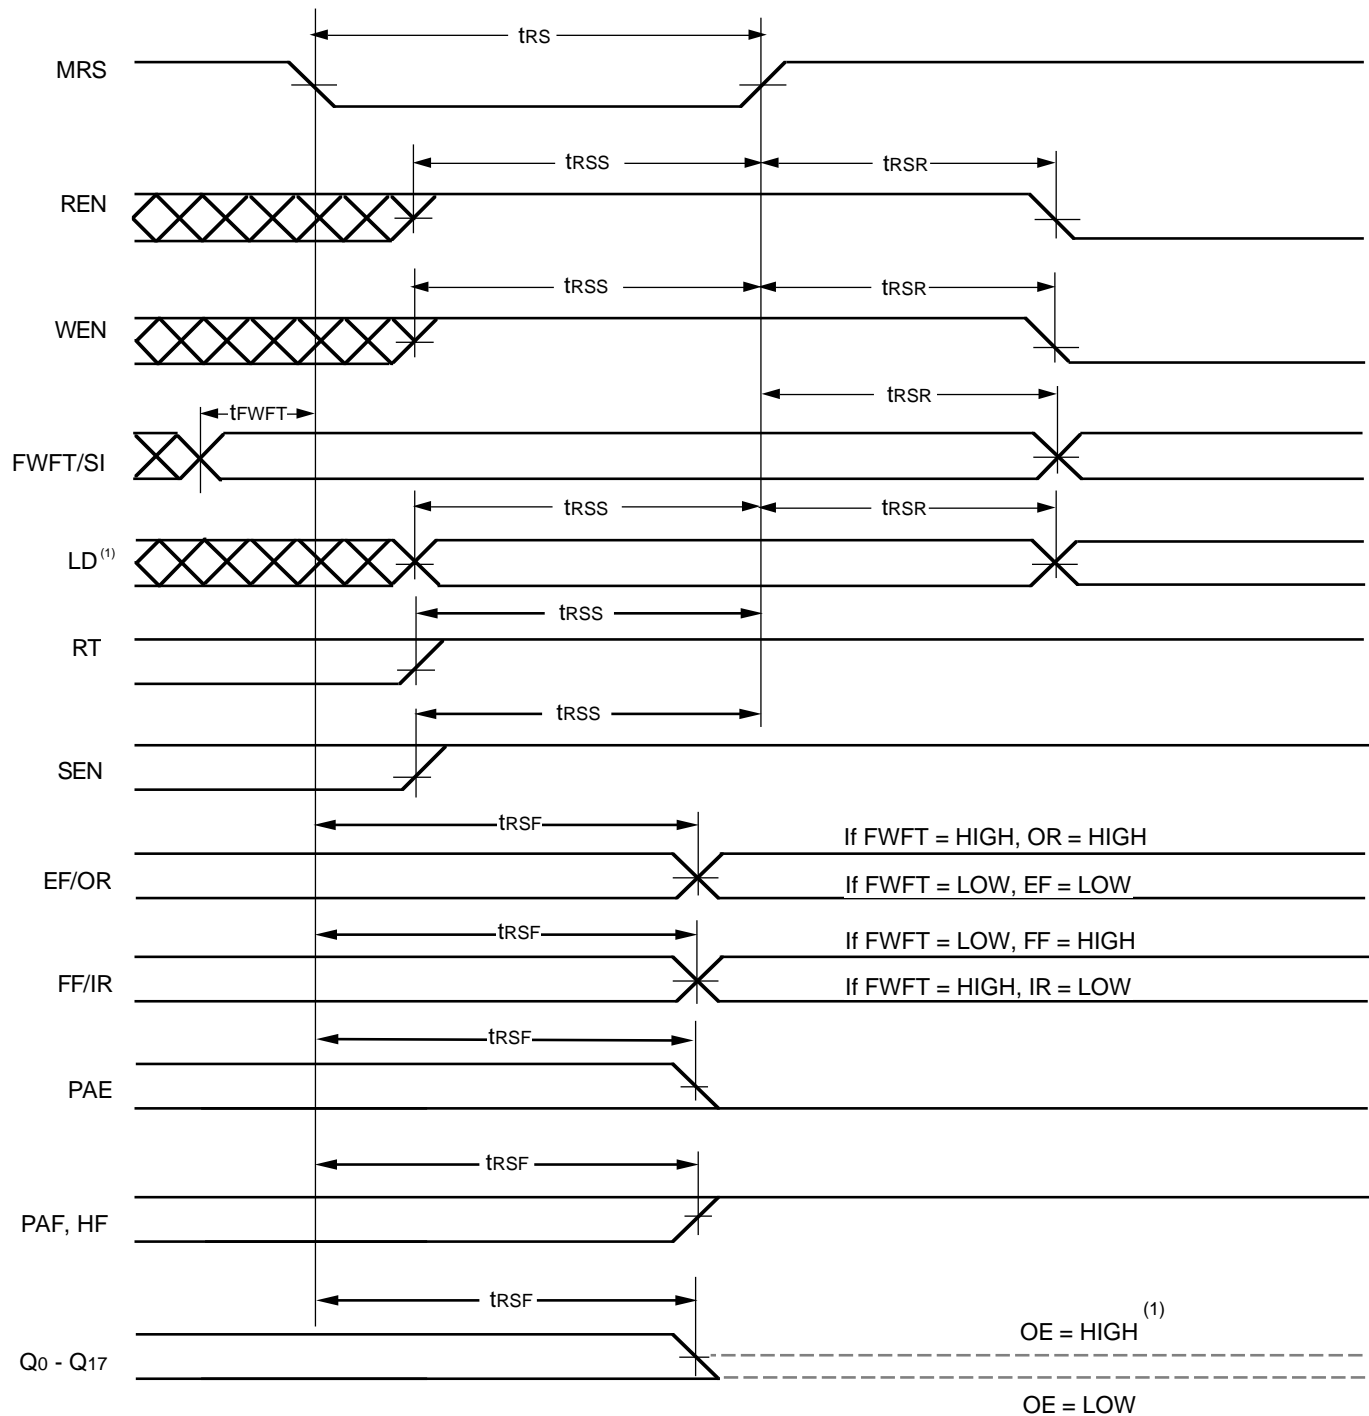 tRS
MRS
tRSS
tRSR
REN
tRSS
tRSR
WEN
tRSR
tFWFT
FWFT/SI
tRSS
tRSR
LD (1)
tRSS
RT
tRSS
SEN
tRSF
If FWFT = HIGH, OR = HIGH
EF/OR
If FWFT = LOW, EF = LOW
tRSF
If FWFT = LOW, FF = HIGH
FF/IR
If FWFT = HIGH, IR = LOW
tRSF
PAE
tRSF
PAF, HF
tRSF
OE = HIGH (1)
Q0 - Q17
OE = LOW